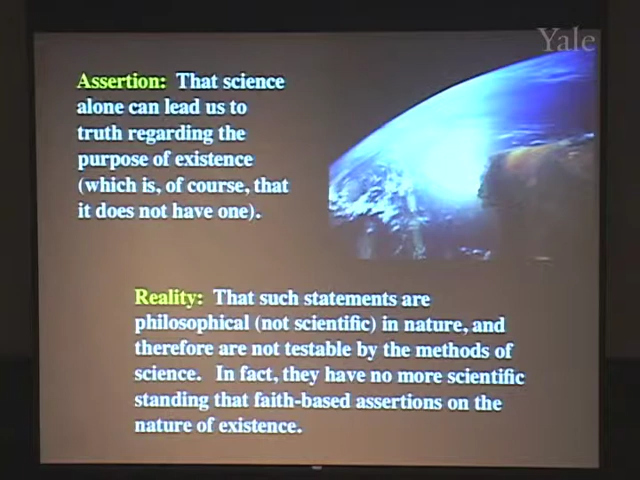 Yale
Assertion: That science
alone can lead us to
truth regarding the
purpose of existence
(which is, of course, that
it does not have one).
Reality: That such statements are
philosophical (not scientific) in nature, and
therefore are not testable by the methods of
science. In fact, they have no more scientific
standing that faith-based assertions on the
nature of existence.